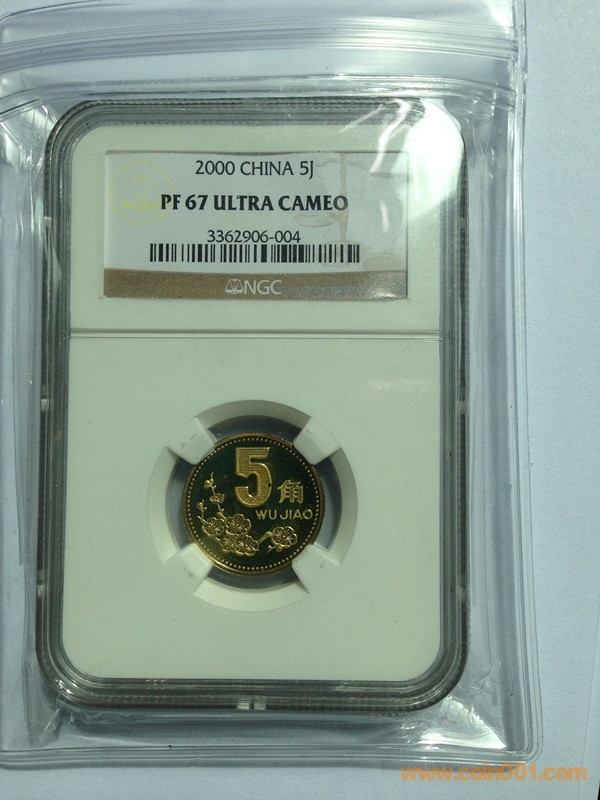 2000 CHINA 5J
PF 67 ULTRA CAMEO
3362906-004
NGC
5角
WU JIAO
www.coin001.com